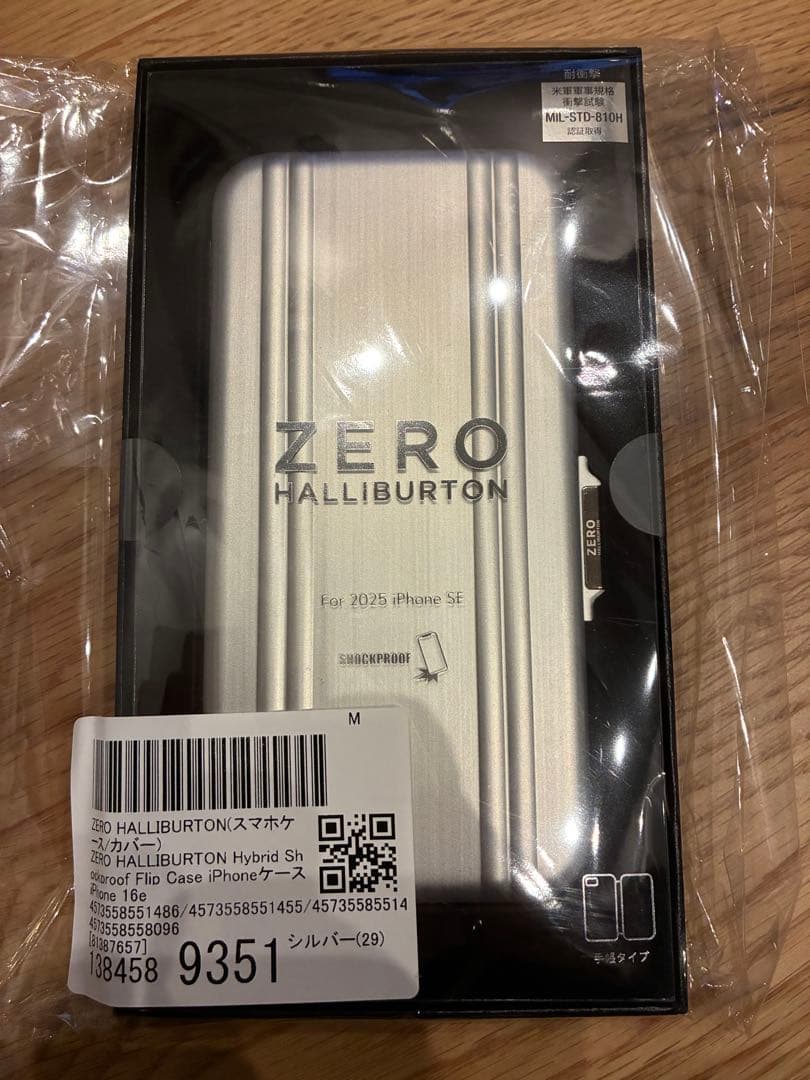 耐衝撃
米軍軍事規格
衝撃試験
MIL-STD-810H
認証取得
ZERO
HALLIBURTON
ZERO
HALLIBURTON
For 2025 iPhone SE
SHOCKPROOF
M
ZERO HALLIBURTON(スマホケ
ース/カバー)
ZERO HALLIBURTON Hybrid Sh
ockproof Flip Case iPhoneケース
iPhone 16e
4573558551486/4573558551455/45735585514
4573558558096
[81387657]
シルバー(29)
138458 9351
手帳タイプ